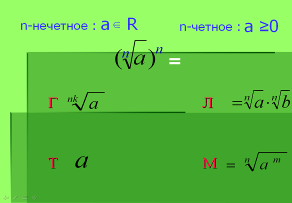 n-нечетное : a ∈ R n-четное : a ≥0
(ⁿ√a)ⁿ =
Г ⁿᵏ√a Л =ⁿ√a·ⁿ√b
Т a М = ⁿ√aᵐ